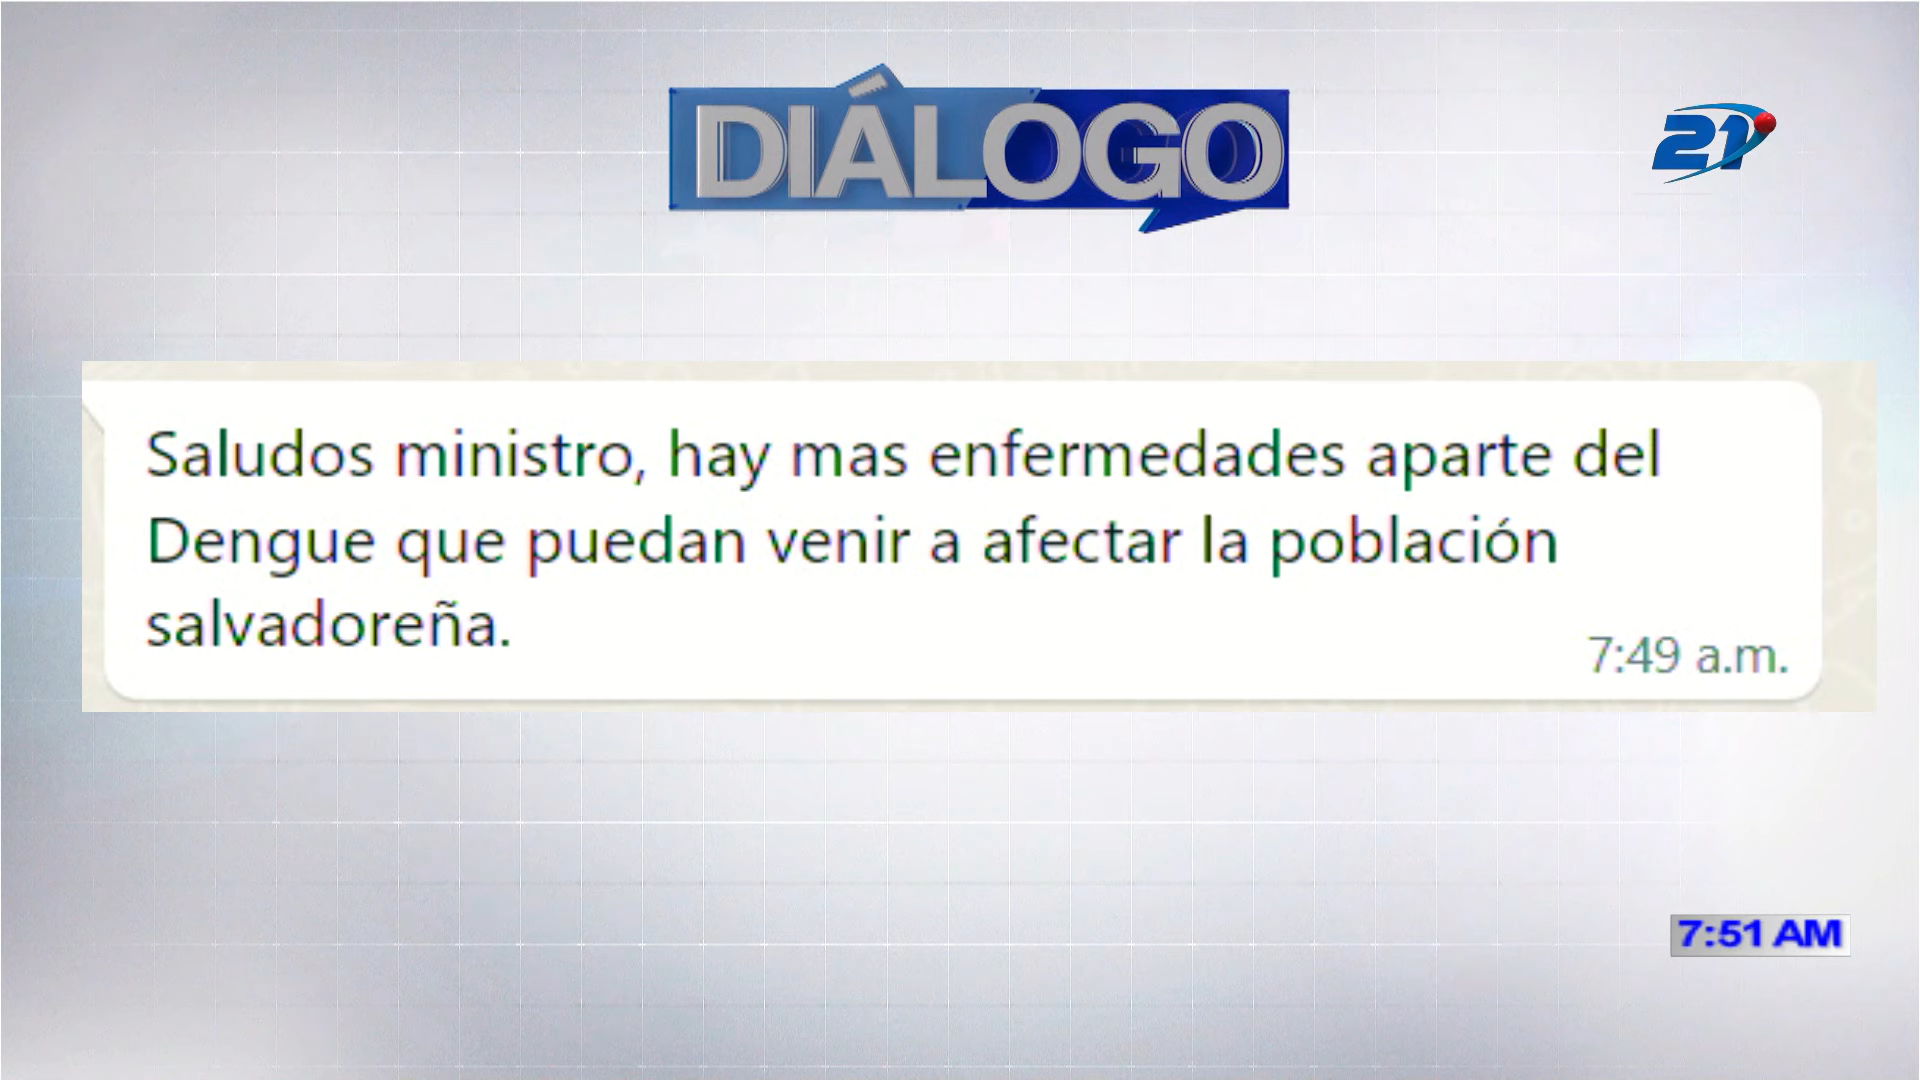 DIÁLOGO
21
Saludos ministro, hay mas enfermedades aparte del
Dengue que puedan venir a afectar la población
salvadoreña.
7:49 a.m.
7:51 AM